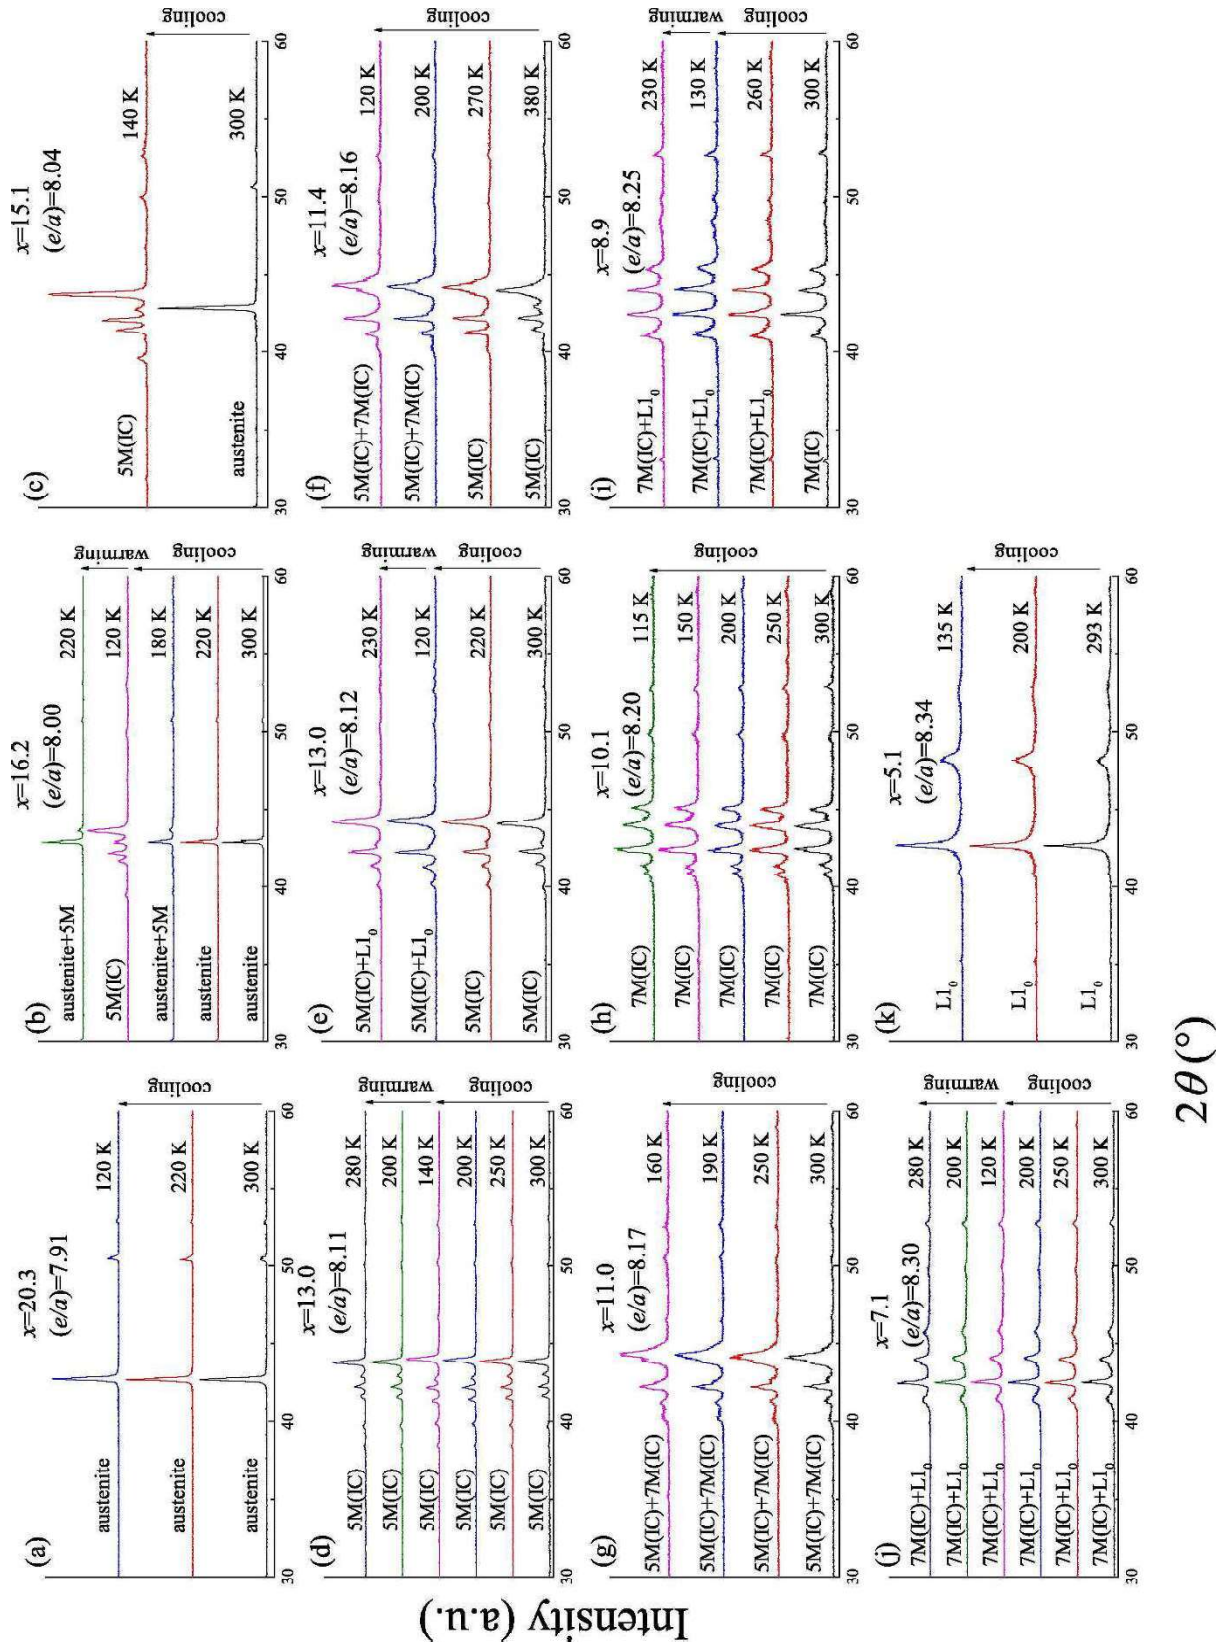 (a)
x=20.3
(e/a)=7.91
austenite
120 K
austenite
220 K
austenite
300 K
cooling
30
40
50
60
(b)
x=16.2
(e/a)=8.00
austenite+5M
220 K
5M(IC)
120 K
austenite+5M
180 K
austenite
220 K
austenite
300 K
warming
cooling
30
40
50
60
(c)
x=15.1
(e/a)=8.04
5M(IC)
140 K
austenite
300 K
cooling
30
40
50
60
(d)
x=13.0
(e/a)=8.11
5M(IC)
280 K
5M(IC)
200 K
5M(IC)
140 K
5M(IC)
200 K
5M(IC)
250 K
5M(IC)
300 K
warming
cooling
30
40
50
60
(e)
x=13.0
(e/a)=8.12
5M(IC)+L1₀
230 K
5M(IC)+L1₀
120 K
5M(IC)
220 K
5M(IC)
300 K
warming
cooling
30
40
50
60
(f)
x=11.4
(e/a)=8.16
5M(IC)+7M(IC)
120 K
5M(IC)+7M(IC)
200 K
5M(IC)
270 K
5M(IC)
380 K
cooling
30
40
50
60
(g)
x=11.0
(e/a)=8.17
5M(IC)+7M(IC)
160 K
5M(IC)+7M(IC)
190 K
5M(IC)+7M(IC)
250 K
5M(IC)+7M(IC)
300 K
cooling
30
40
50
60
(h)
x=10.1
(e/a)=8.20
7M(IC)
115 K
7M(IC)
150 K
7M(IC)
200 K
7M(IC)
250 K
7M(IC)
300 K
cooling
30
40
50
60
(i)
x=8.9
(e/a)=8.25
7M(IC)+L1₀
230 K
7M(IC)+L1₀
130 K
7M(IC)+L1₀
260 K
7M(IC)
300 K
warming
cooling
30
40
50
60
(j)
x=7.1
(e/a)=8.30
7M(IC)+L1₀
280 K
7M(IC)+L1₀
200 K
7M(IC)+L1₀
120 K
7M(IC)+L1₀
200 K
7M(IC)+L1₀
250 K
7M(IC)+L1₀
300 K
warming
cooling
30
40
50
60
(k)
x=5.1
(e/a)=8.34
L1₀
135 K
L1₀
200 K
L1₀
293 K
cooling
30
40
50
60
Intensity (a.u.)
2θ (°)